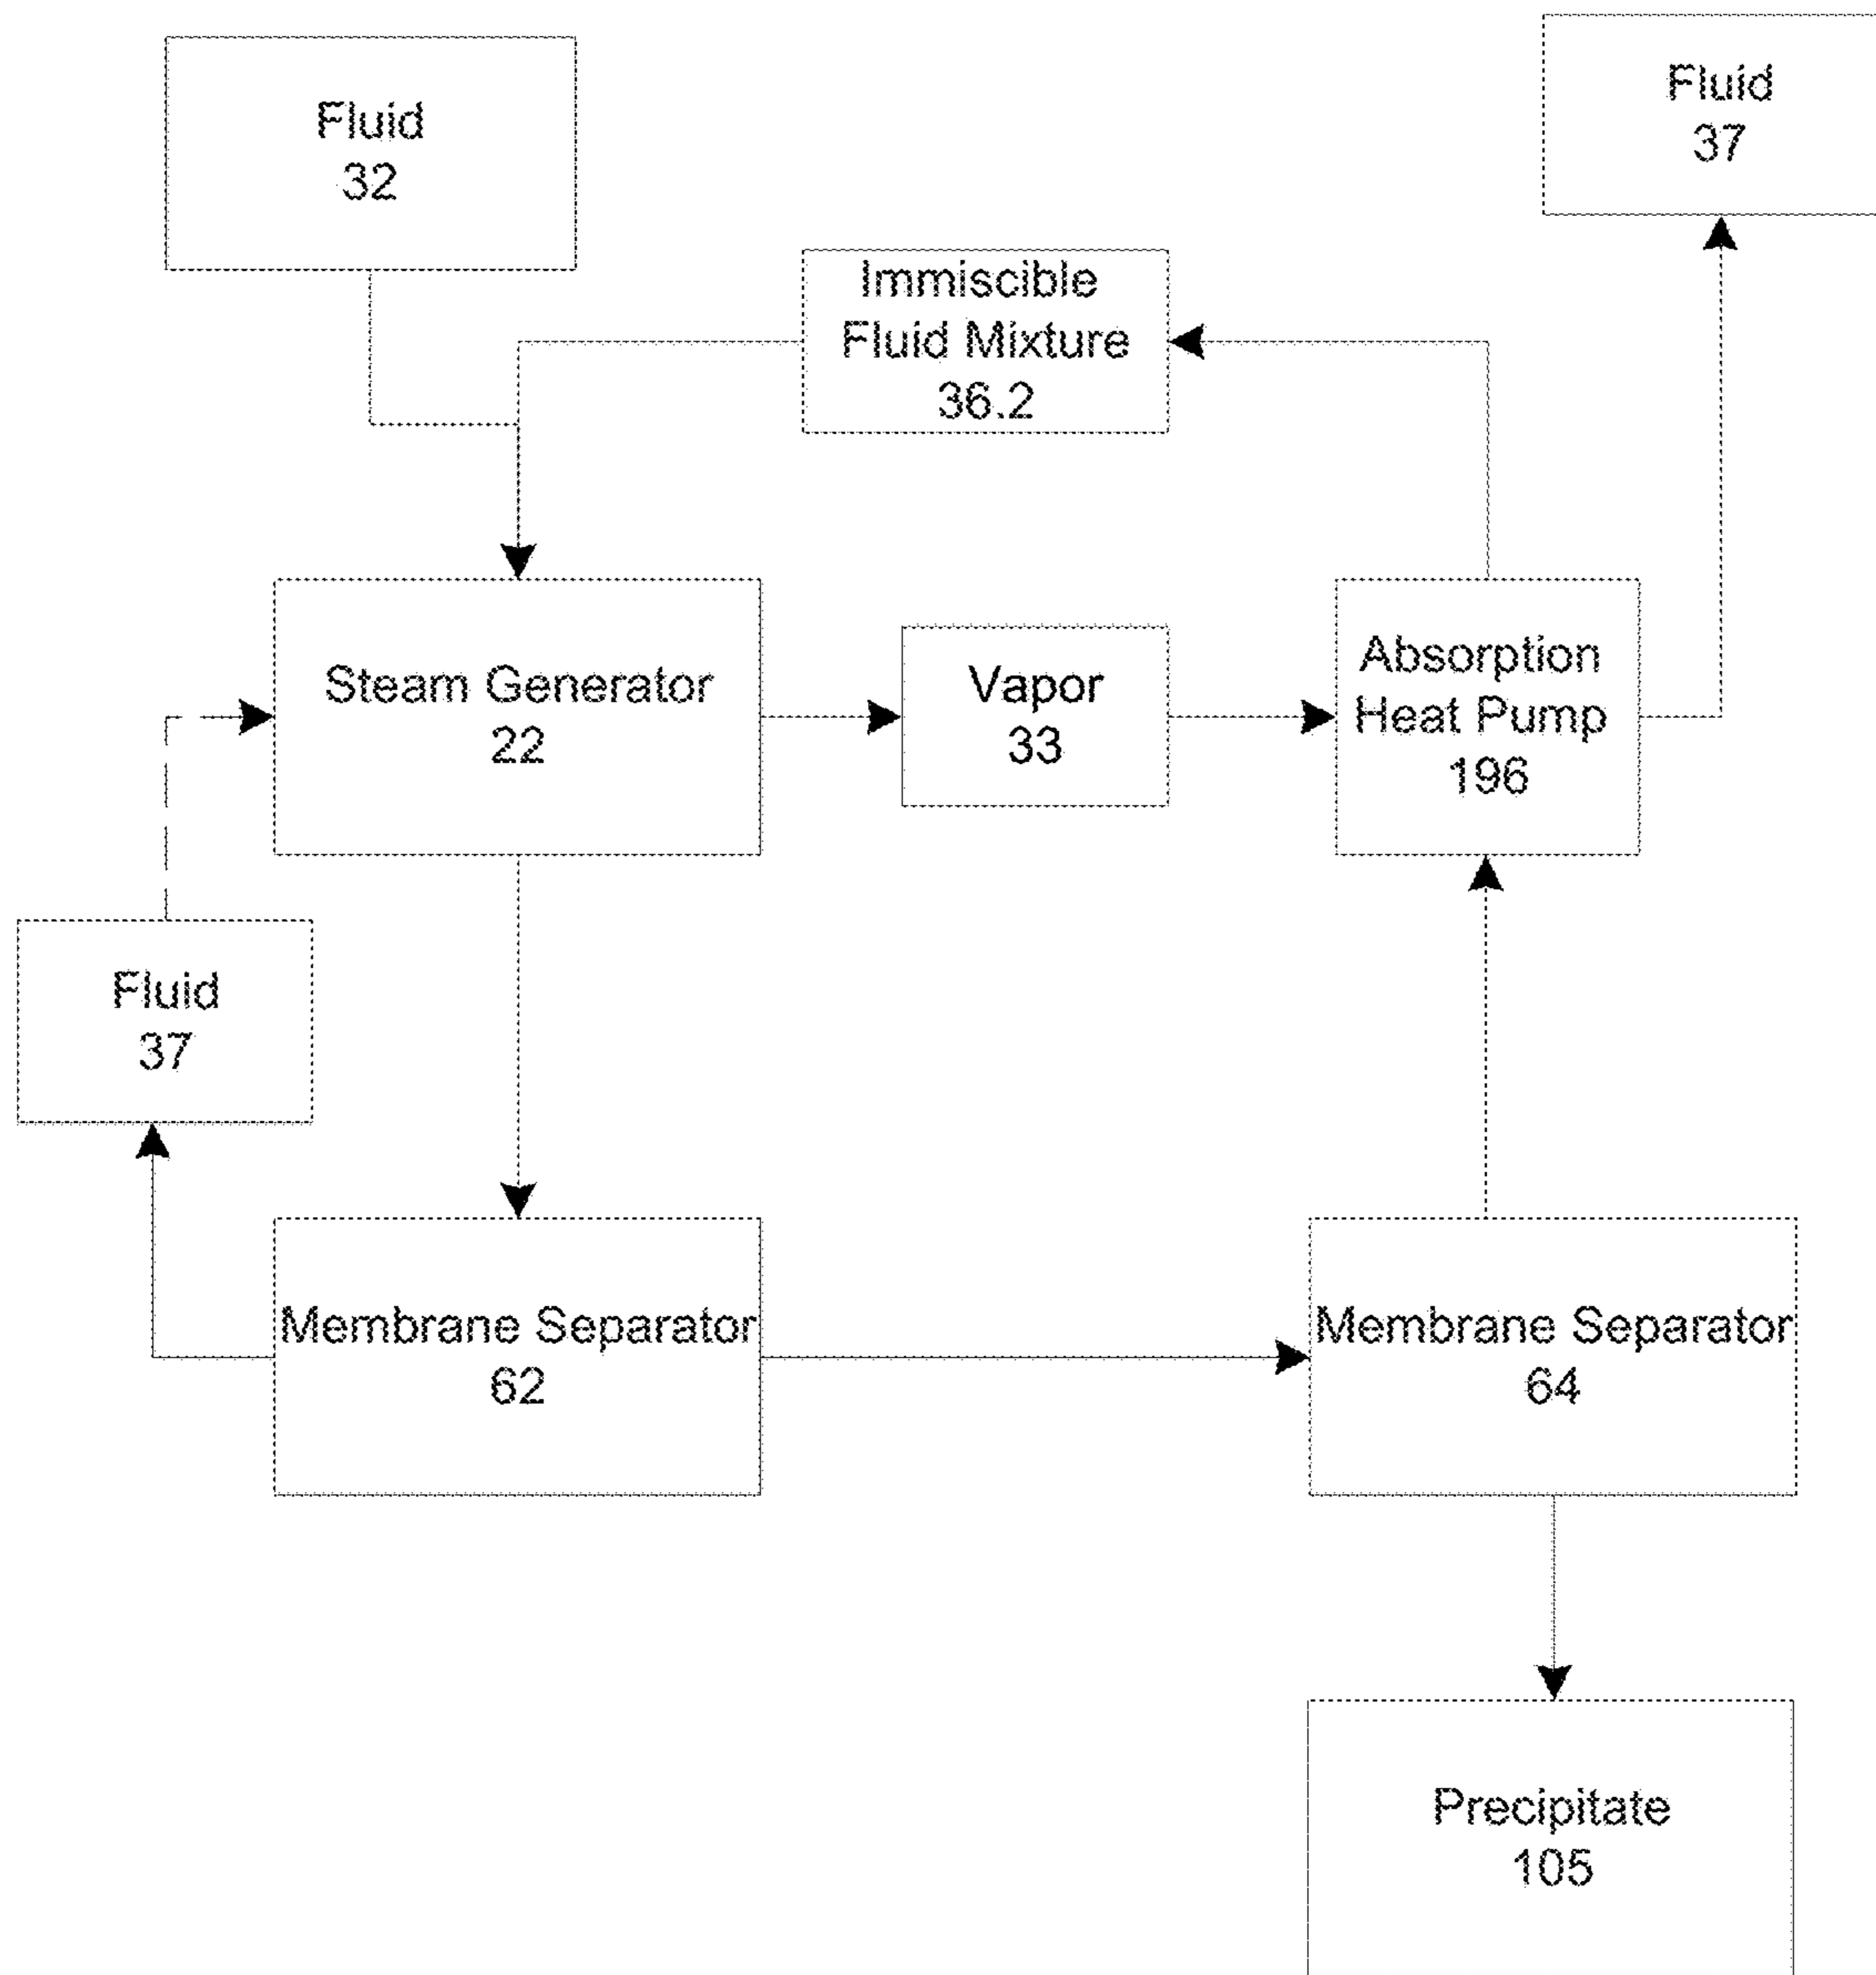 Fluid
32
Fluid
37
Immiscible
Fluid Mixture
36.2
Steam Generator
22
Vapor
33
Absorption
Heat Pump
196
Fluid
37
Membrane Separator
62
Membrane Separator
64
Precipitate
105